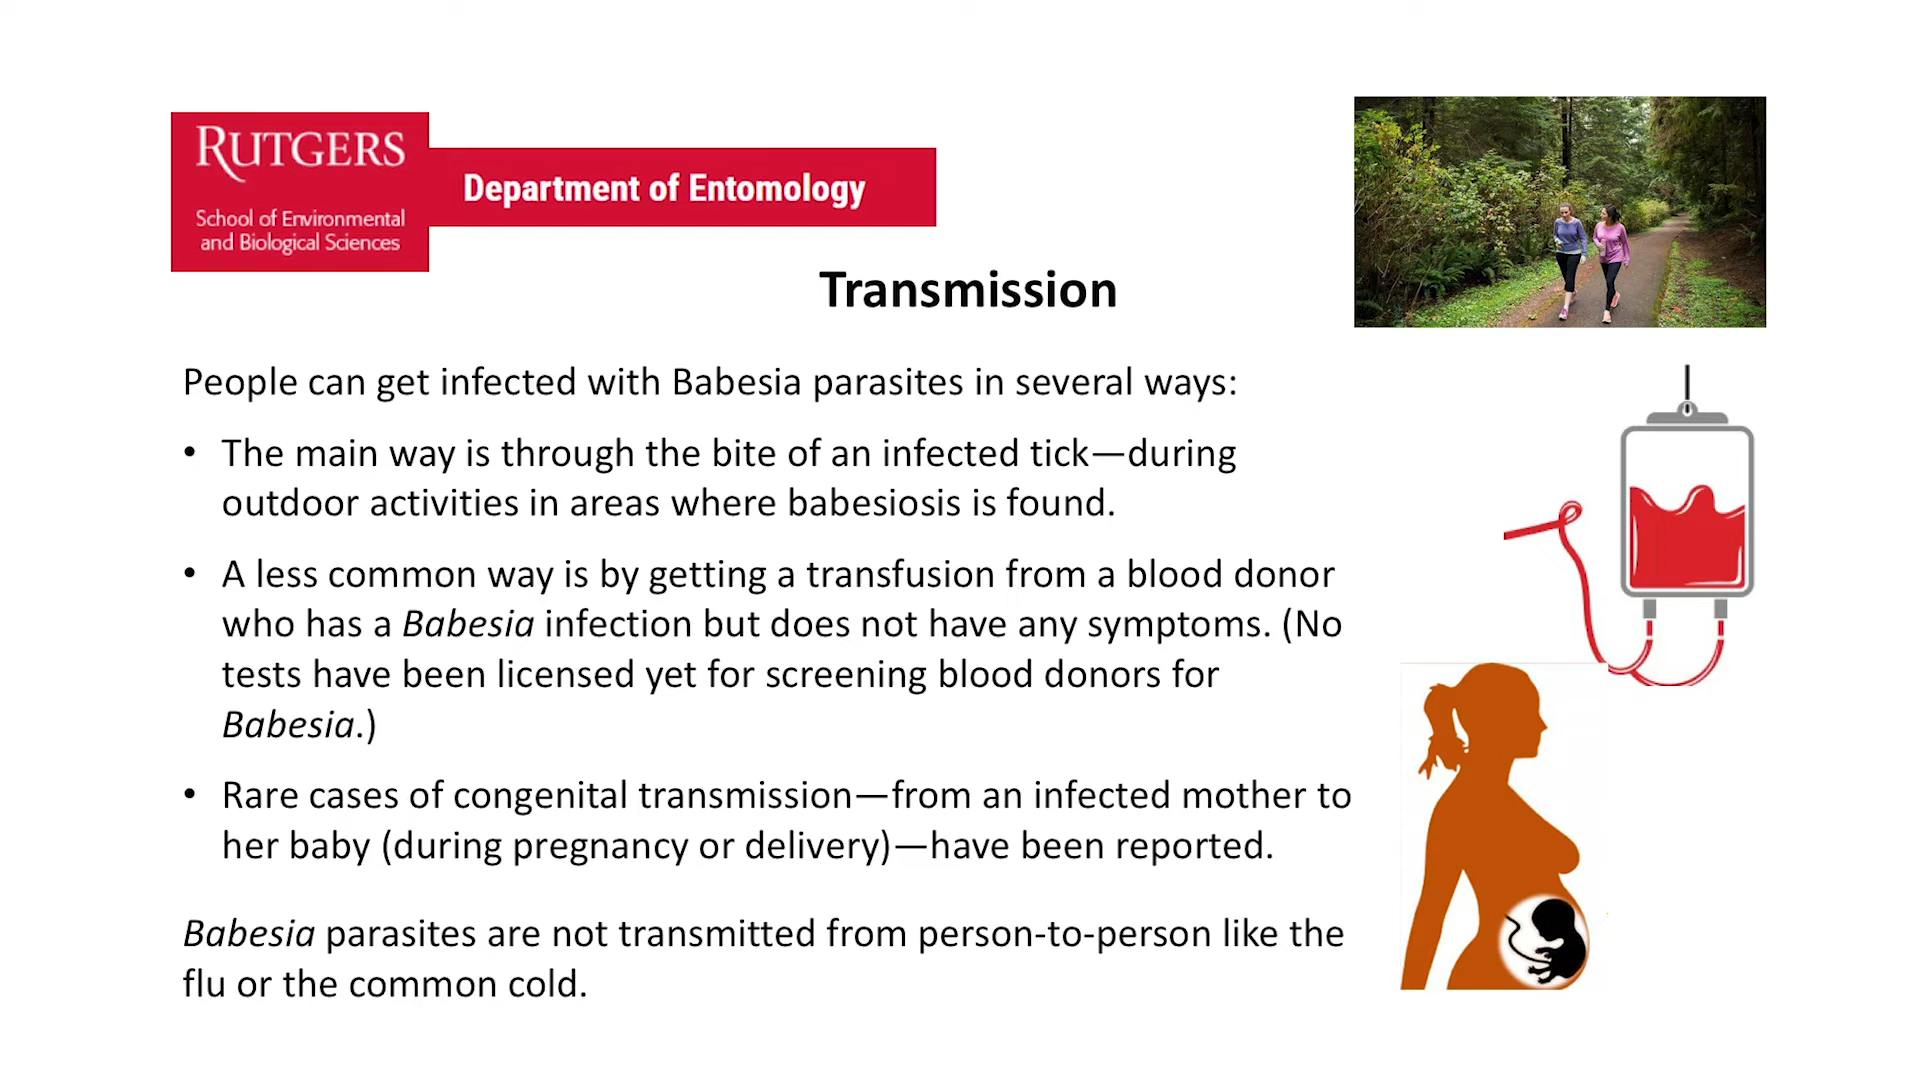 RUTGERS
School of Environmental
and Biological Sciences
Department of Entomology
Transmission
People can get infected with Babesia parasites in several ways:
• The main way is through the bite of an infected tick—during
outdoor activities in areas where babesiosis is found.
• A less common way is by getting a transfusion from a blood donor
who has a Babesia infection but does not have any symptoms. (No
tests have been licensed yet for screening blood donors for
Babesia.)
• Rare cases of congenital transmission—from an infected mother to
her baby (during pregnancy or delivery)—have been reported.
Babesia parasites are not transmitted from person-to-person like the
flu or the common cold.